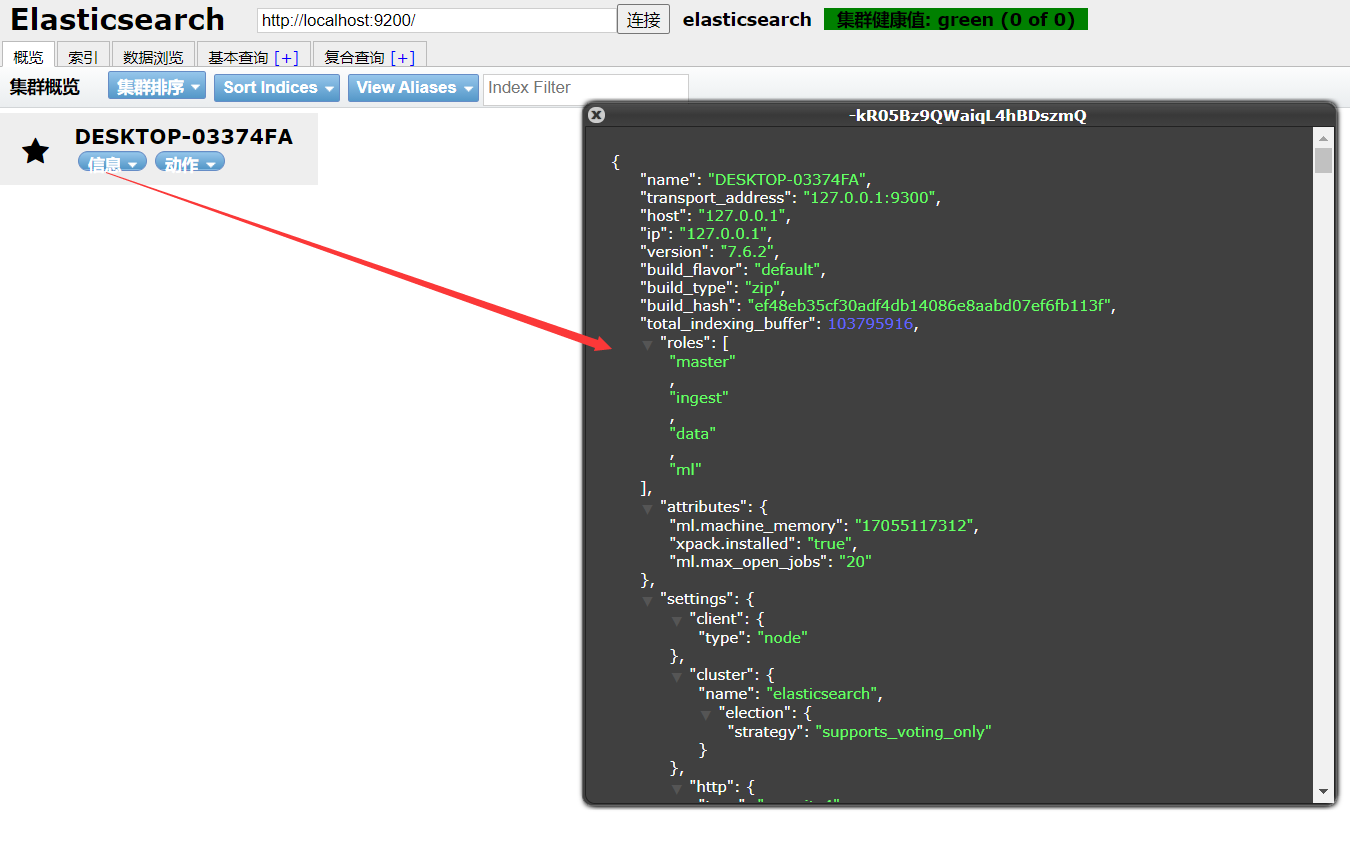 Elasticsearch http://localhost:9200/ 连接 elasticsearch 集群健康值: green (0 of 0)
概览 索引 数据浏览 基本查询 [+] 复合查询 [+]
集群概览 集群排序 Sort Indices View Aliases Index Filter
DESKTOP-03374FA
信息 动作
-kR05Bz9QWaiqL4hBDszmQ
{
"name": "DESKTOP-03374FA",
"transport_address": "127.0.0.1:9300",
"host": "127.0.0.1",
"ip": "127.0.0.1",
"version": "7.6.2",
"build_flavor": "default",
"build_type": "zip",
"build_hash": "ef48eb35cf30adf4db14086e8aabd07ef6fb113f",
"total_indexing_buffer": 103795916,
"roles": [
"master"
,
"ingest"
,
"data"
,
"ml"
],
"attributes": {
"ml.machine_memory": "17055117312",
"xpack.installed": "true",
"ml.max_open_jobs": "20"
},
"settings": {
"client": {
"type": "node"
},
"cluster": {
"name": "elasticsearch",
"election": {
"strategy": "supports_voting_only"
}
},
"http": {